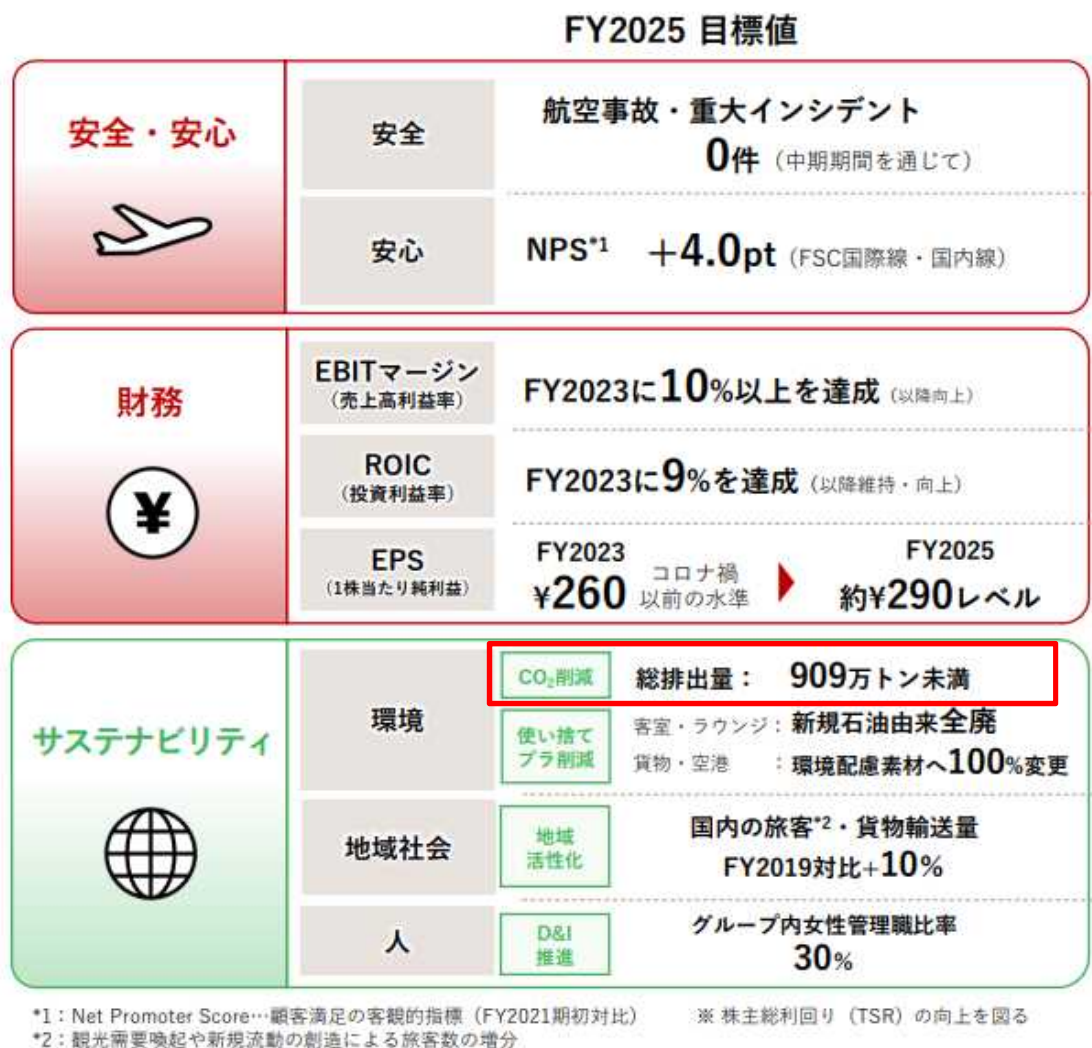 FY2025 目標値
安全・安心
安全
航空事故・重大インシデント
0件（中期期間を通じて）
安心
NPS*1 +4.0pt（FSC国際線・国内線）
財務
¥
EBITマージン
（売上高利益率）
FY2023に10%以上を達成（以降向上）
ROIC
（投資利益率）
FY2023に9%を達成（以降維持・向上）
EPS
（1株当たり純利益）
FY2023
¥260 コロナ禍
以前の水準
FY2025
約¥290レベル
サステナビリティ
環境
CO₂削減 総排出量： 909万トン未満
使い捨て
プラ削減
客室・ラウンジ：新規石油由来全廃
貨物・空港 ：環境配慮素材へ100%変更
地域社会
地域
活性化
国内の旅客*2・貨物輸送量
FY2019対比+10%
人
D&I
推進
グループ内女性管理職比率
30%
*1：Net Promoter Score…顧客満足の客観的指標（FY2021期初対比） ※ 株主総利回り（TSR）の向上を図る
*2：観光需要喚起や新規流動の創造による旅客数の増分